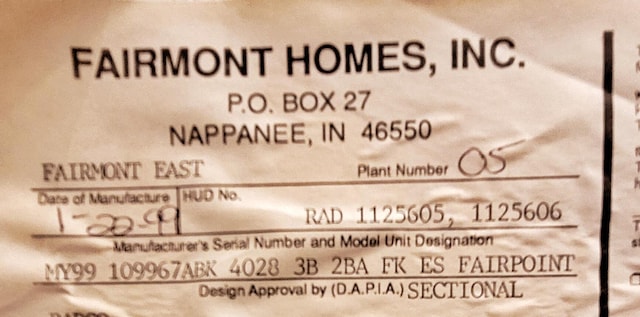 FAIRMONT HOMES, INC.
P.O. BOX 27
NAPPANEE, IN 46550
FAIRMONT EAST Plant Number 05
Date of Manufacture HUD No.
1-20-99 RAD 1125605, 1125606
Manufacturer's Serial Number and Model Unit Designation
MY99 109967ABK 4028 3B 2BA FK ES FAIRPOINT
Design Approval by (D.A.P.I.A.) SECTIONAL